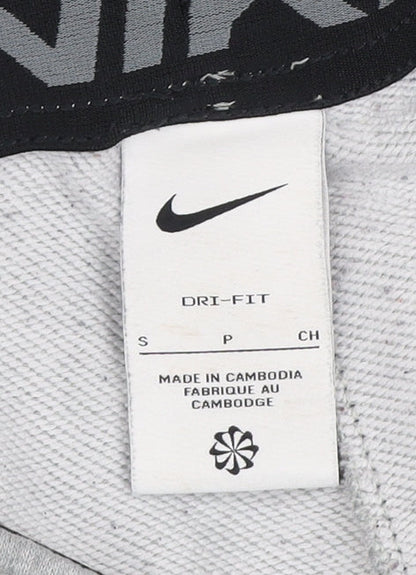 DRI-FIT
S P CH
MADE IN CAMBODIA
FABRIQUE AU
CAMBODGE